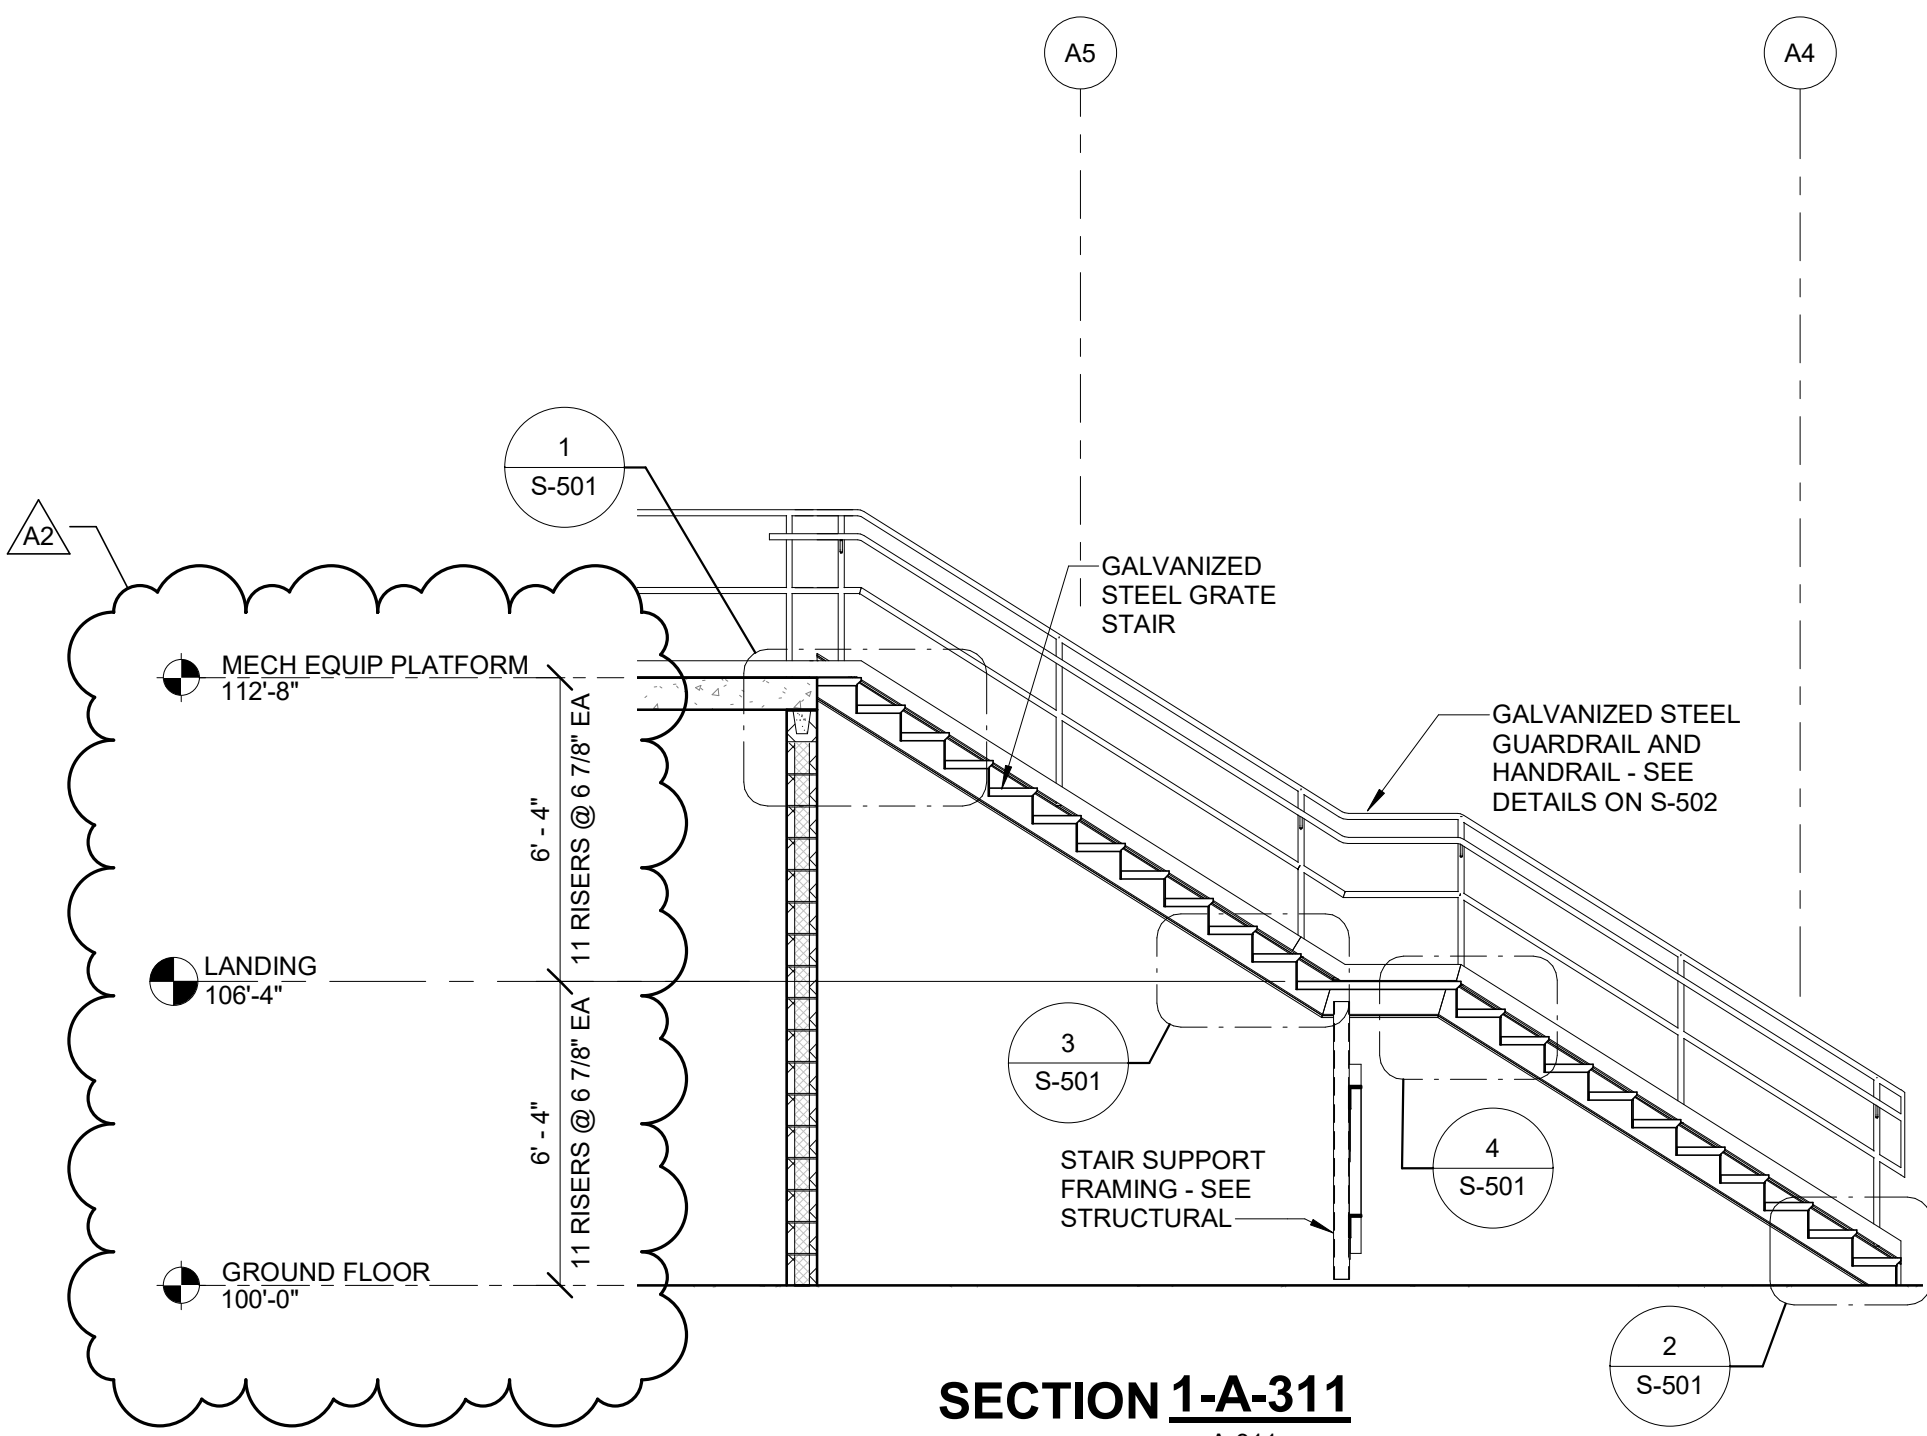 A5
A4
1
S-501
A2
GALVANIZED
STEEL GRATE
STAIR
MECH EQUIP PLATFORM
112'-8"
GALVANIZED STEEL
GUARDRAIL AND
HANDRAIL - SEE
DETAILS ON S-502
6' - 4"
11 RISERS @ 6 7/8" EA
LANDING
106'-4"
3
S-501
6' - 4"
11 RISERS @ 6 7/8" EA
4
S-501
STAIR SUPPORT
FRAMING - SEE
STRUCTURAL
GROUND FLOOR
100'-0"
2
S-501
SECTION 1-A-311